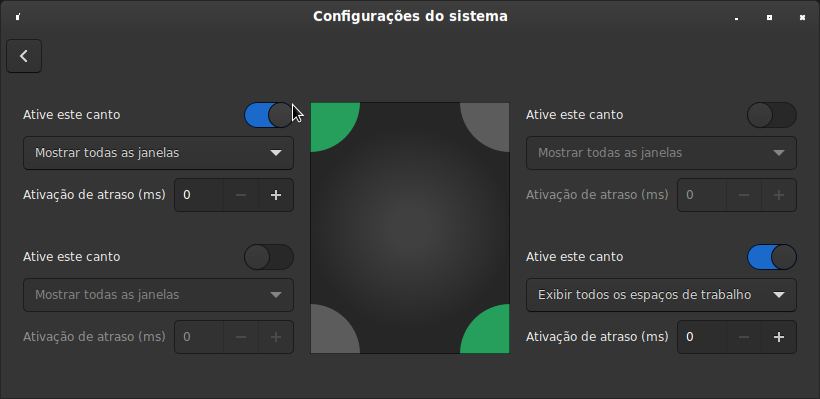 Configurações do sistema
Ative este canto
Mostrar todas as janelas
Ativação de atraso (ms) 0
Ative este canto
Mostrar todas as janelas
Ativação de atraso (ms) 0
Ative este canto
Mostrar todas as janelas
Ativação de atraso (ms) 0
Ative este canto
Exibir todos os espaços de trabalho
Ativação de atraso (ms) 0